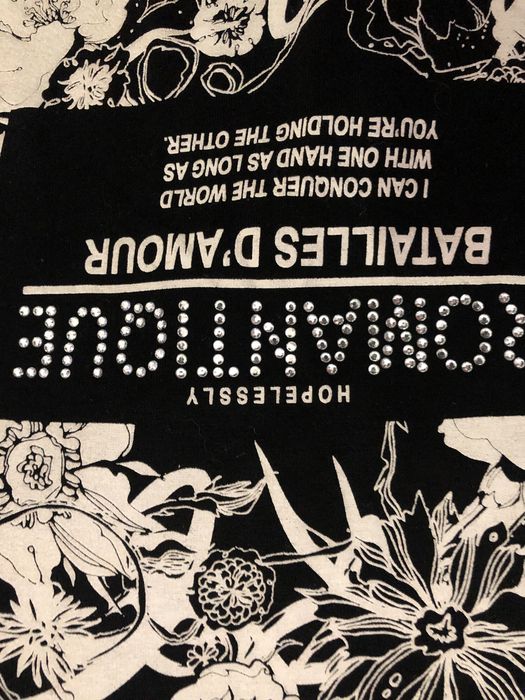 HOPELESSLY
ROMANTIQUE
BATAILLES D'AMOUR
I CAN CONQUER THE WORLD
WITH ONE HAND AS LONG AS
YOU'RE HOLDING THE OTHER.